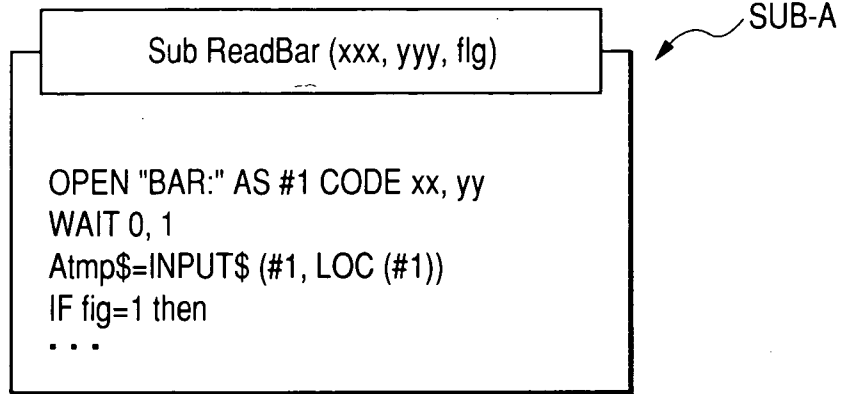 SUB-A
Sub ReadBar (xxx, yyy, flg)
OPEN "BAR:" AS #1 CODE xx, yy
WAIT 0, 1
Atmp$=INPUT$ (#1, LOC (#1))
IF fig=1 then
. . .